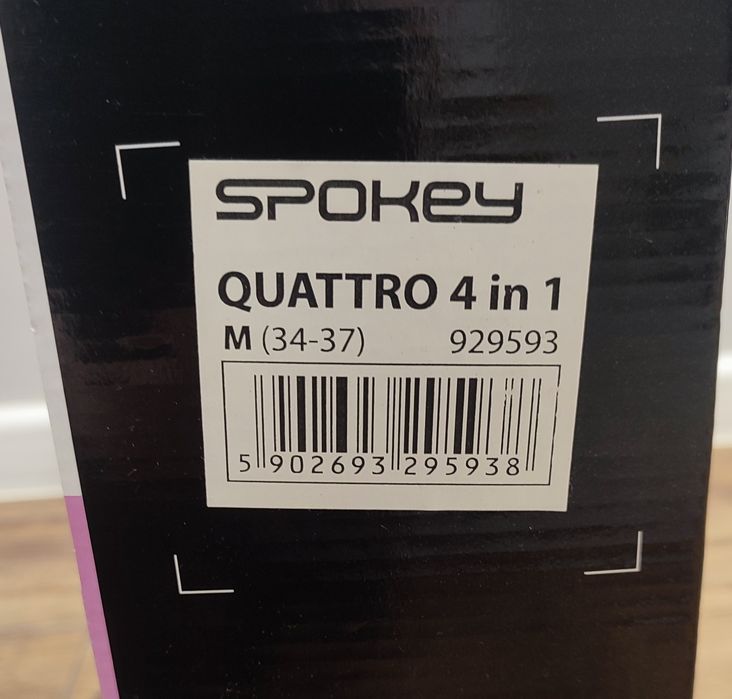 SPOKEY
QUATTRO 4 in 1
M (34-37) 929593
5 902693 295938